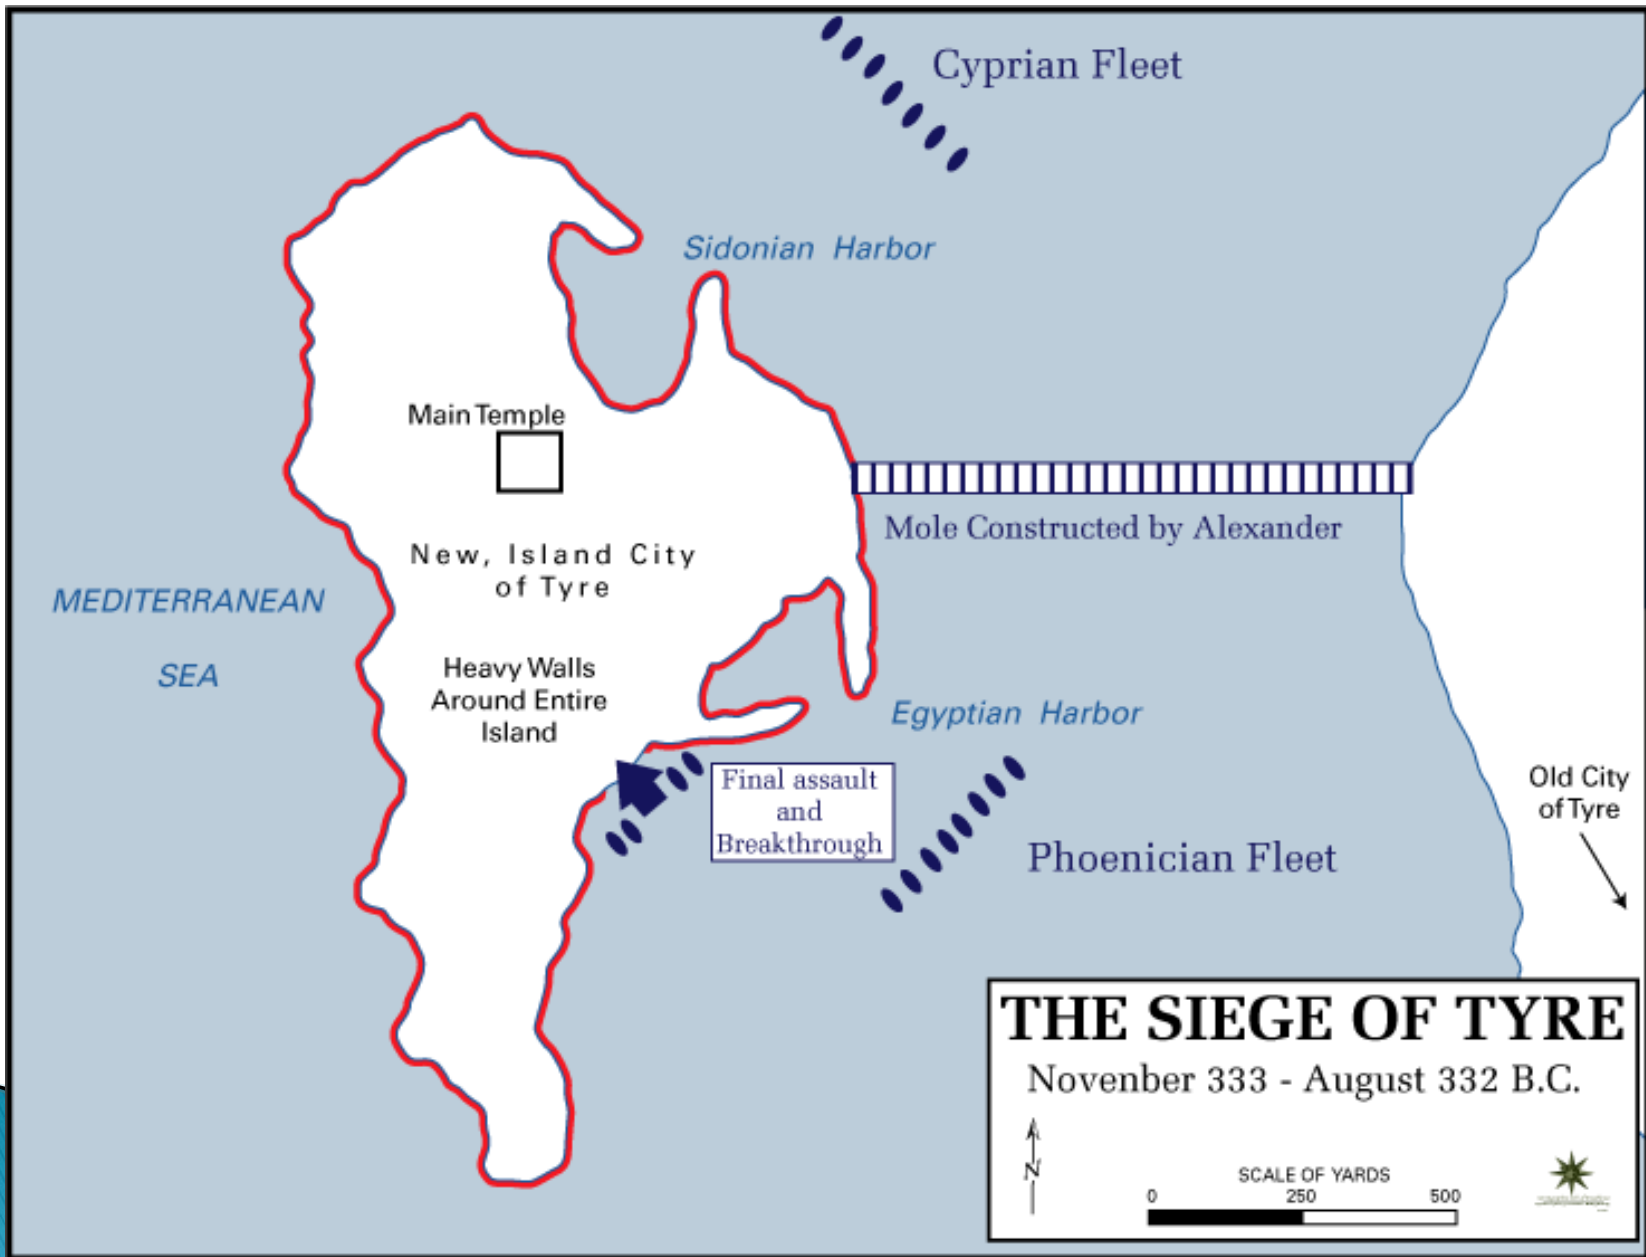 Cyprian Fleet
Sidonian Harbor
Main Temple
Mole Constructed by Alexander
New, Island City
of Tyre
MEDITERRANEAN
SEA
Heavy Walls
Around Entire
Island
Egyptian Harbor
Final assault
and
Breakthrough
Phoenician Fleet
Old City
of Tyre
THE SIEGE OF TYRE
Novenber 333 - August 332 B.C.
N
SCALE OF YARDS
0 250 500